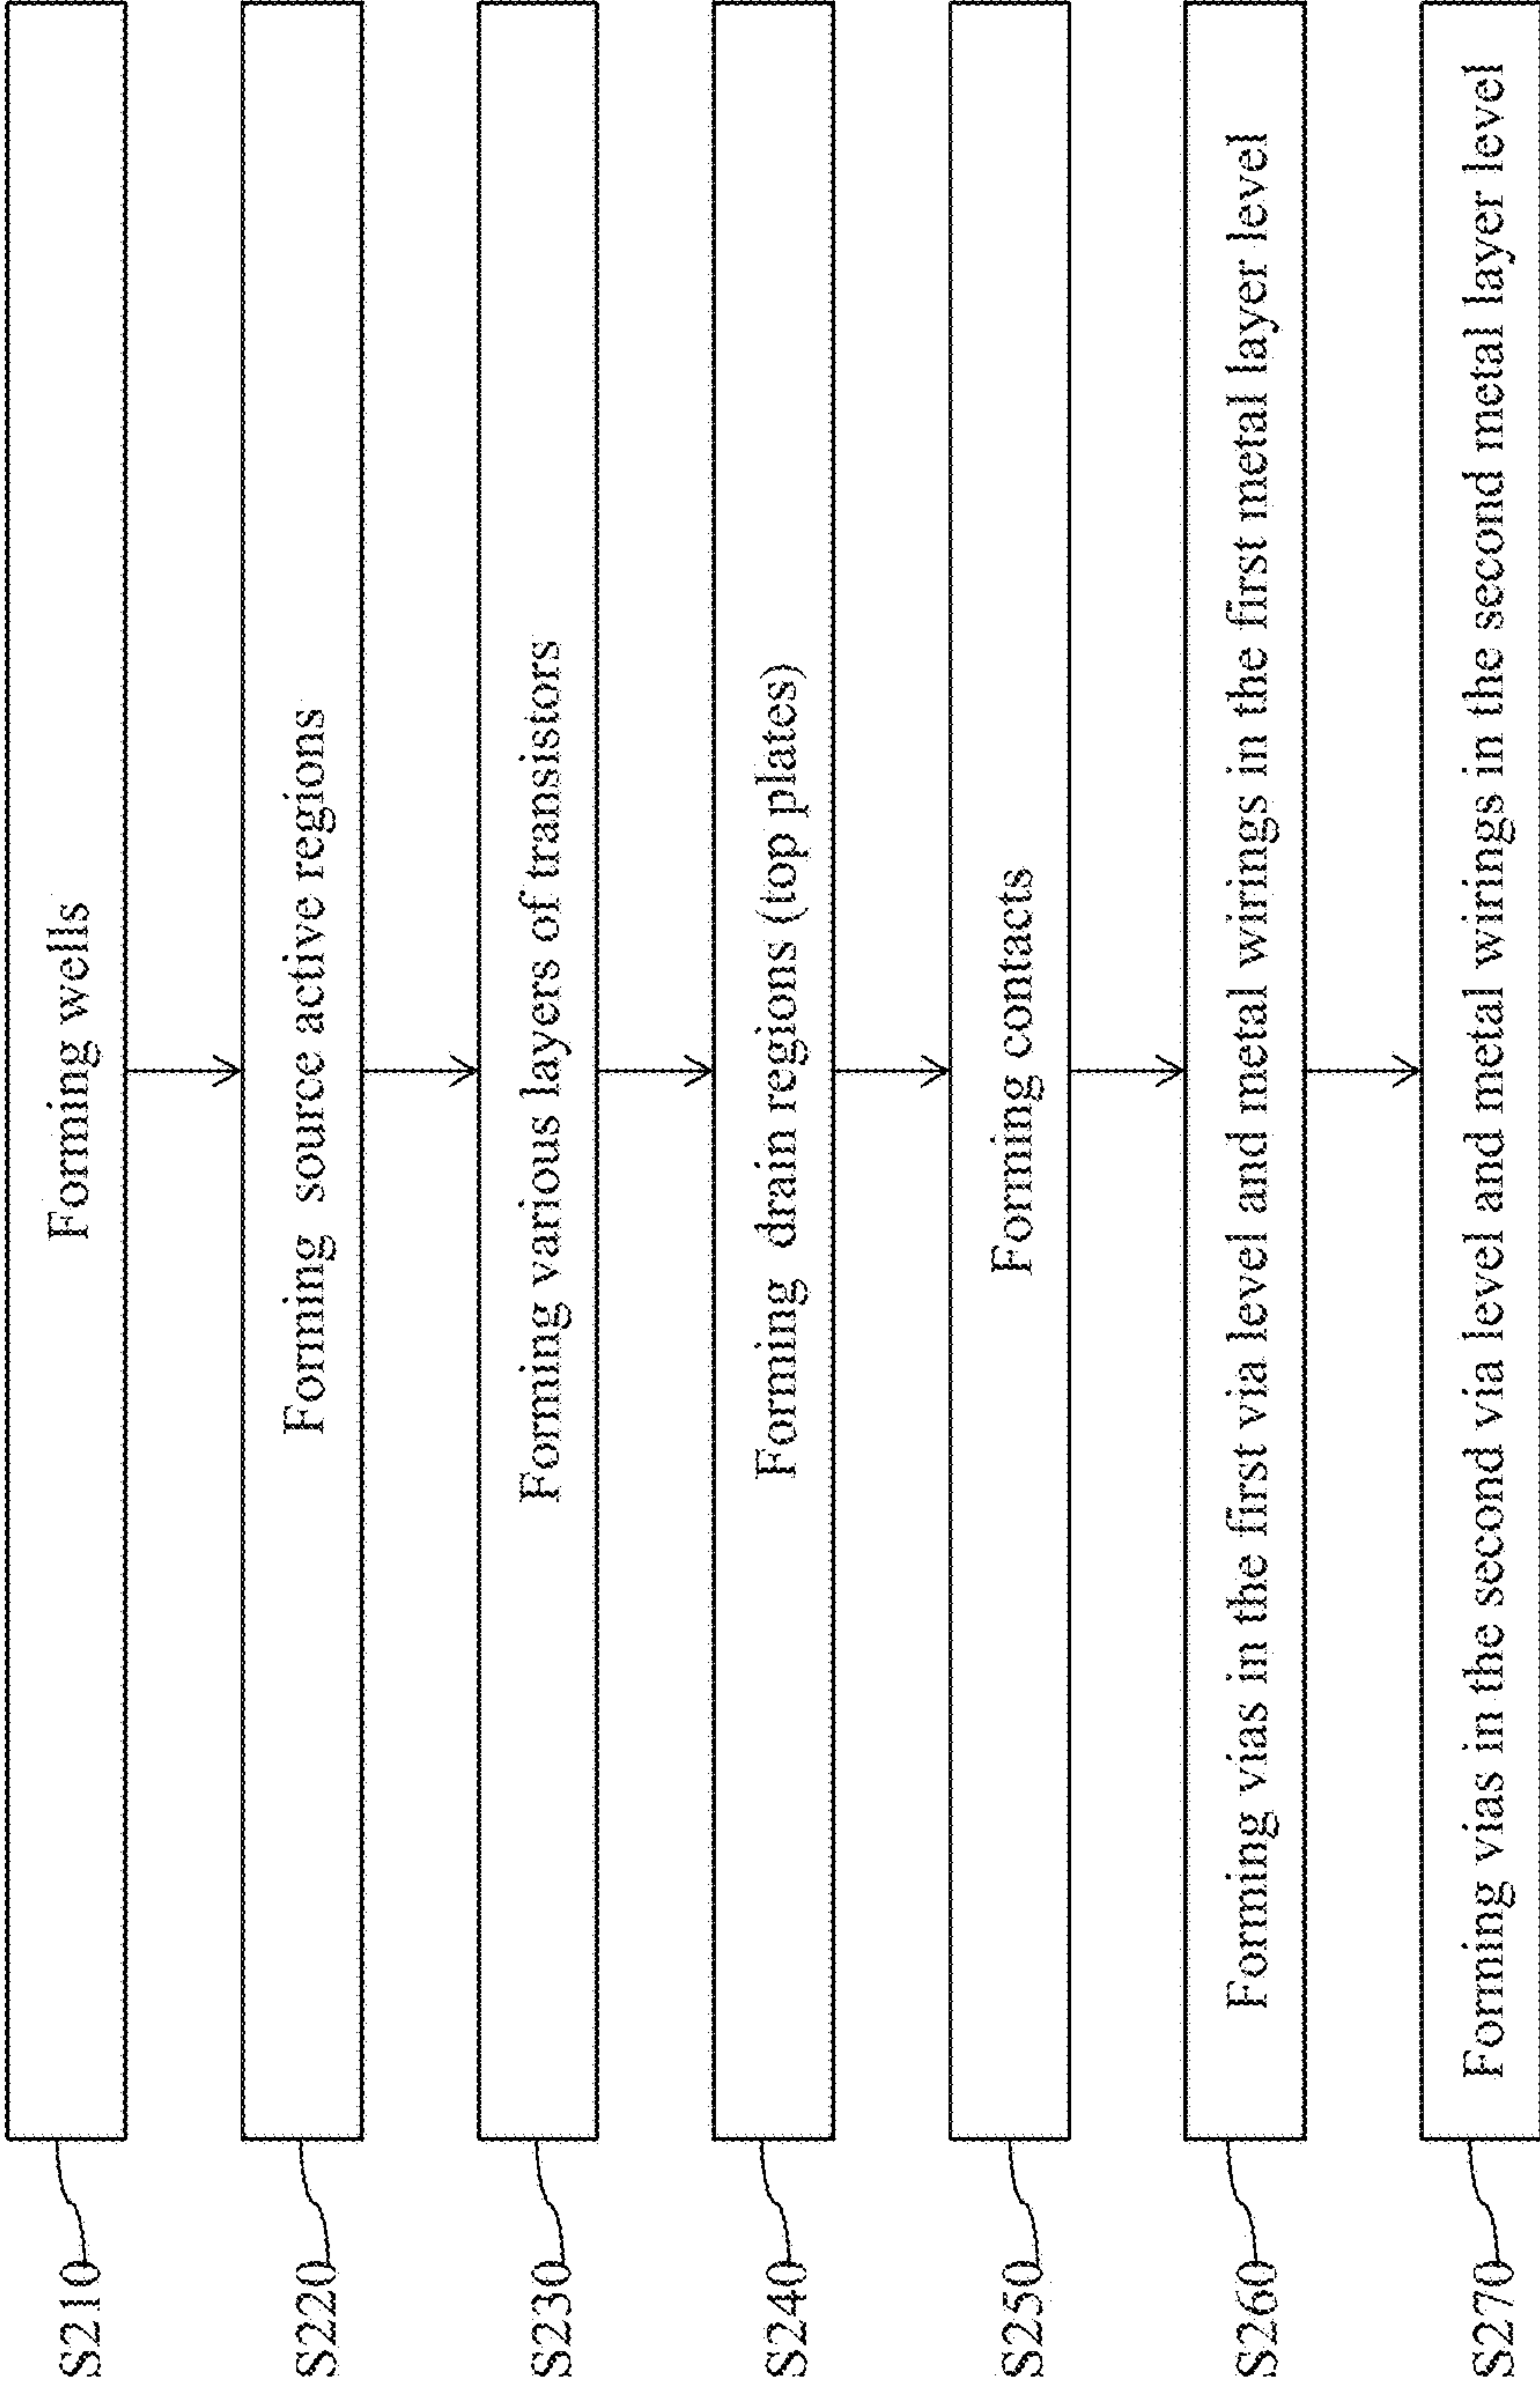 S210
Forming wells
S220
Forming source active regions
S230
Forming various layers of transistors
S240
Forming drain regions (top plates)
S250
Forming contacts
S260
Forming vias in the first via level and metal wirings in the first metal layer level
S270
Forming vias in the second via level and metal wirings in the second metal layer level